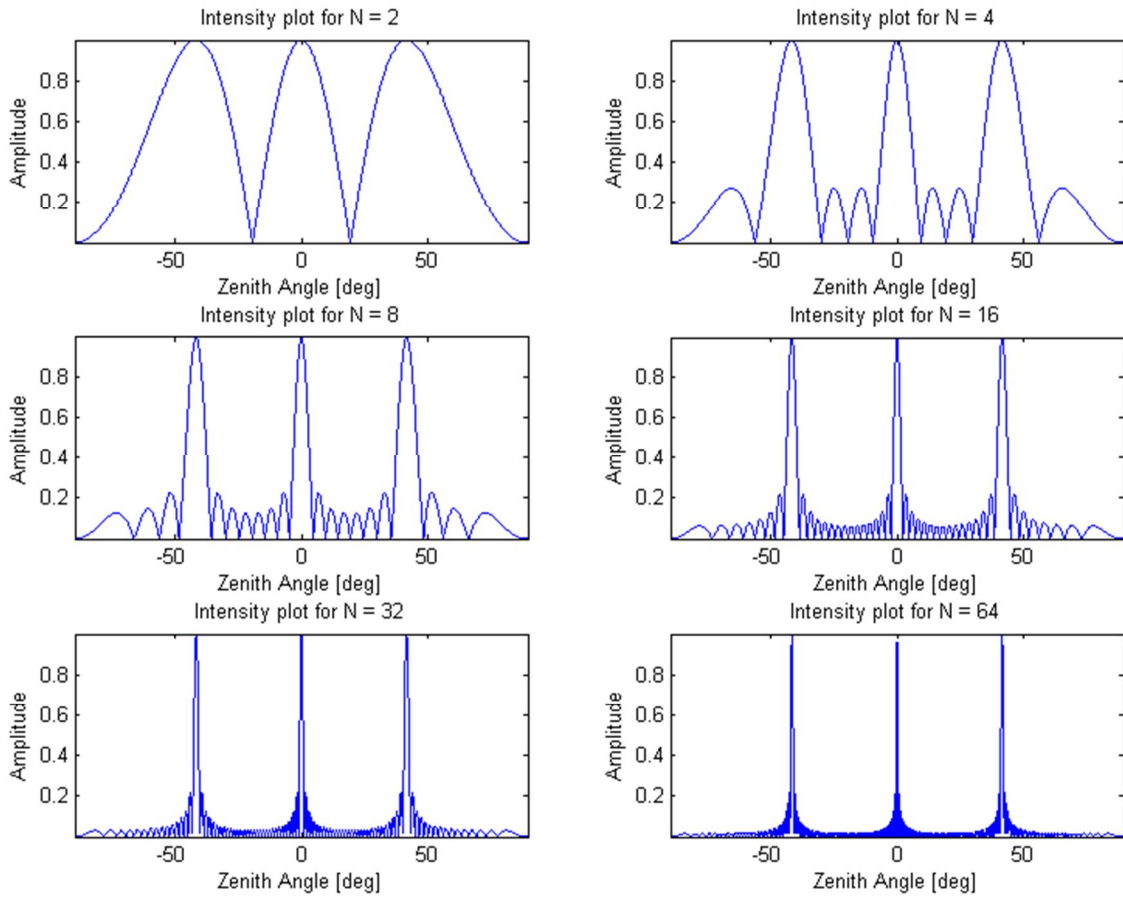 Intensity plot for N = 2
Amplitude
0.8
0.6
0.4
0.2
-50 0 50
Zenith Angle [deg]
Intensity plot for N = 4
Amplitude
0.8
0.6
0.4
0.2
-50 0 50
Zenith Angle [deg]
Intensity plot for N = 8
Amplitude
0.8
0.6
0.4
0.2
-50 0 50
Zenith Angle [deg]
Intensity plot for N = 16
Amplitude
0.8
0.6
0.4
0.2
-50 0 50
Zenith Angle [deg]
Intensity plot for N = 32
Amplitude
0.8
0.6
0.4
0.2
-50 0 50
Zenith Angle [deg]
Intensity plot for N = 64
Amplitude
0.8
0.6
0.4
0.2
-50 0 50
Zenith Angle [deg]